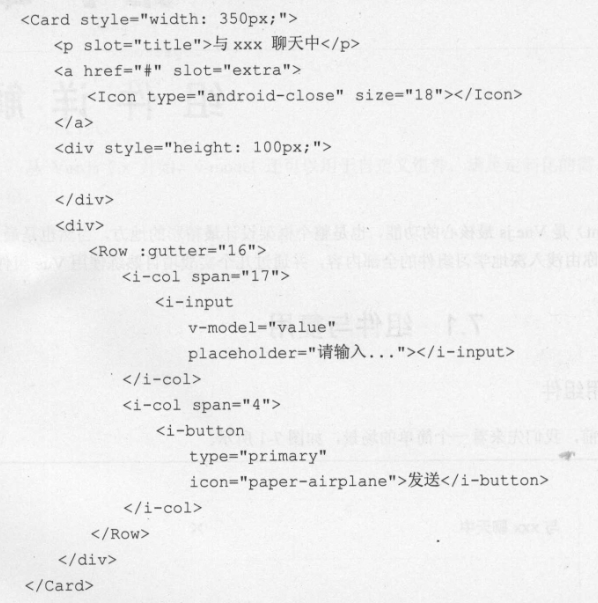 <Card style="width: 350px;">
    <p slot="title">与 xxx 聊天中</p>
    <a href="#" slot="extra">
        <Icon type="android-close" size="18"></Icon>
    </a>
    <div style="height: 100px;">

    </div>
    <div>
        <Row :gutter="16">
            <i-col span="17">
                <i-input
                    v-model="value"
                    placeholder="请输入..."></i-input>
            </i-col>
            <i-col span="4">
                <i-button
                    type="primary"
                    icon="paper-airplane">发送</i-button>
            </i-col>
        </Row>
    </div>
</Card>